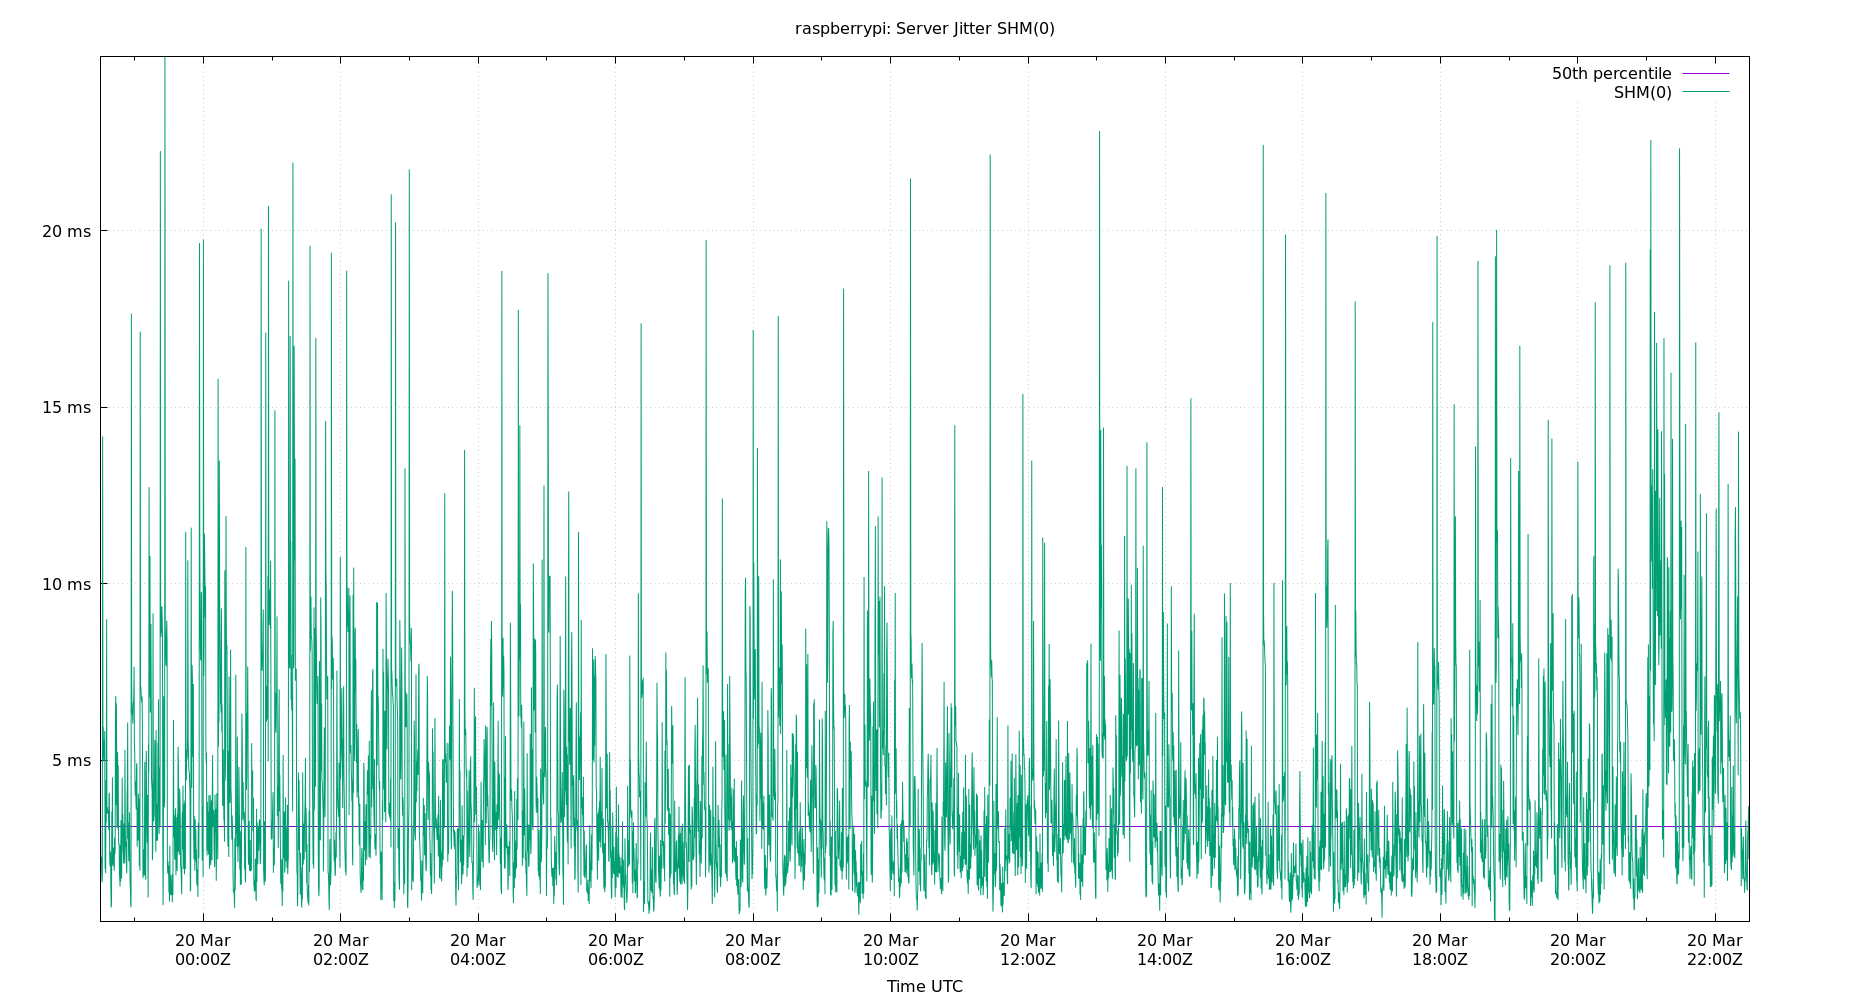 raspberrypi: Server Jitter SHM(0)
50th percentile
SHM(0)
20 ms
15 ms
10 ms
5 ms
20 Mar 20 Mar 20 Mar 20 Mar 20 Mar 20 Mar 20 Mar 20 Mar 20 Mar 20 Mar 20 Mar 20 Mar
00:00Z 02:00Z 04:00Z 06:00Z 08:00Z 10:00Z 12:00Z 14:00Z 16:00Z 18:00Z 20:00Z 22:00Z
Time UTC